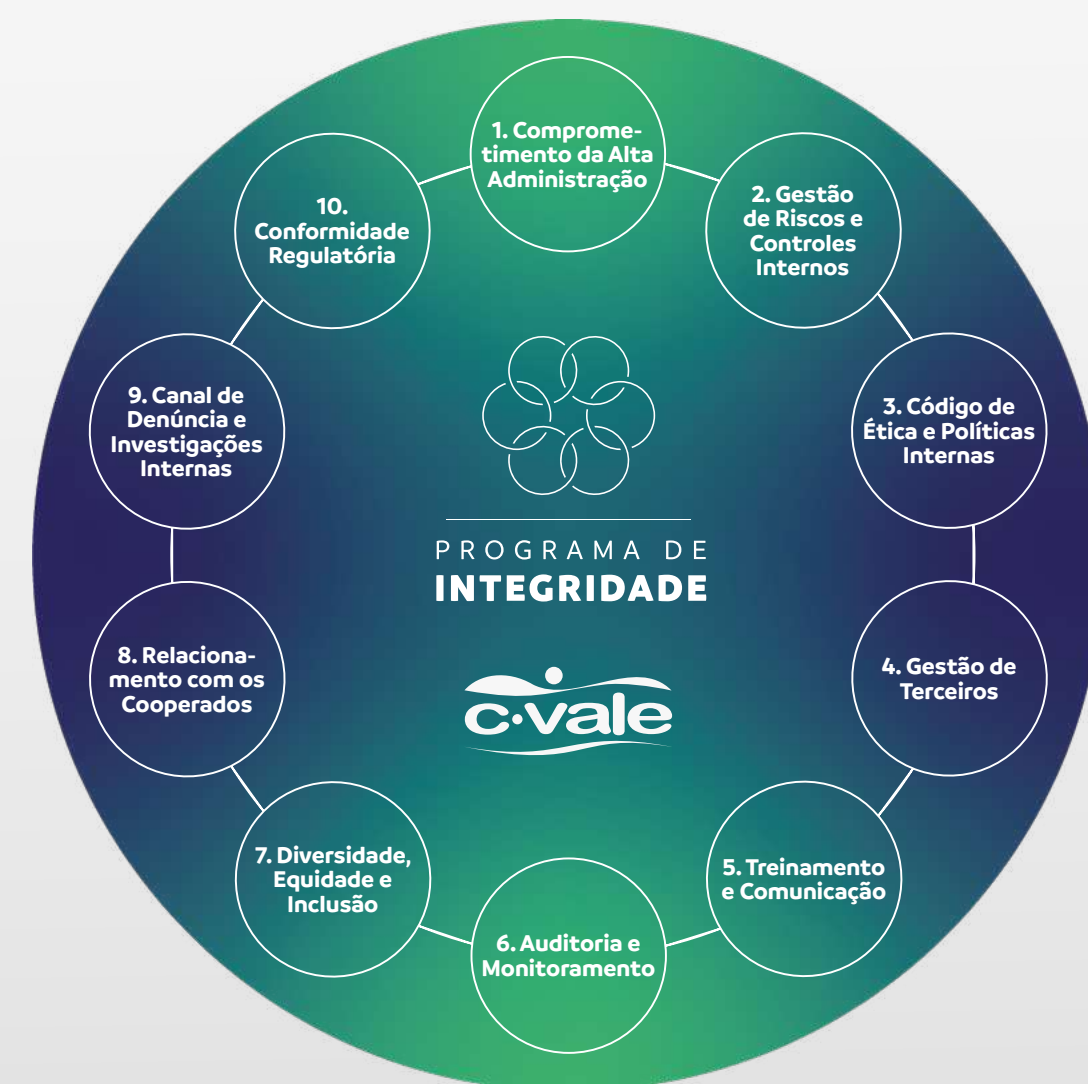 1. Comprome-
timento da Alta
Administração
2. Gestão
de Riscos e
Controles
Internos
3. Código de
Ética e Políticas
Internas
4. Gestão de
Terceiros
5. Treinamento
e Comunicação
6. Auditoria e
Monitoramento
7. Diversidade,
Equidade e
Inclusão
8. Relaciona-
mento com os
Cooperados
9. Canal de
Denúncia e
Investigações
Internas
10.
Conformidade
Regulatória
PROGRAMA DE
INTEGRIDADE
c·vale